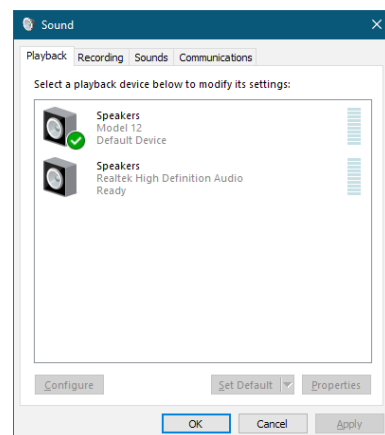 Sound
Playback Recording Sounds Communications
Select a playback device below to modify its settings:
Speakers
Model 12
Default Device
Speakers
Realtek High Definition Audio
Ready
Configure Set Default Properties
OK Cancel Apply